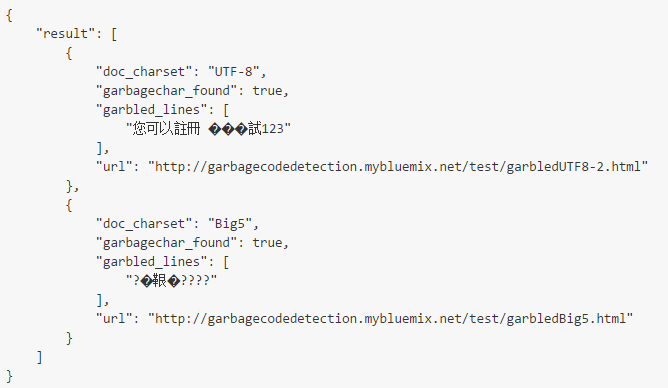 {
    "result": [
        {
            "doc_charset": "UTF-8",
            "garbagechar_found": true,
            "garbled_lines": [
                "您可以註冊 ���試123"
            ],
            "url": "http://garbagecodedetection.mybluemix.net/test/garbledUTF8-2.html"
        },
        {
            "doc_charset": "Big5",
            "garbagechar_found": true,
            "garbled_lines": [
                "?�鞎�????"
            ],
            "url": "http://garbagecodedetection.mybluemix.net/test/garbledBig5.html"
        }
    ]
}